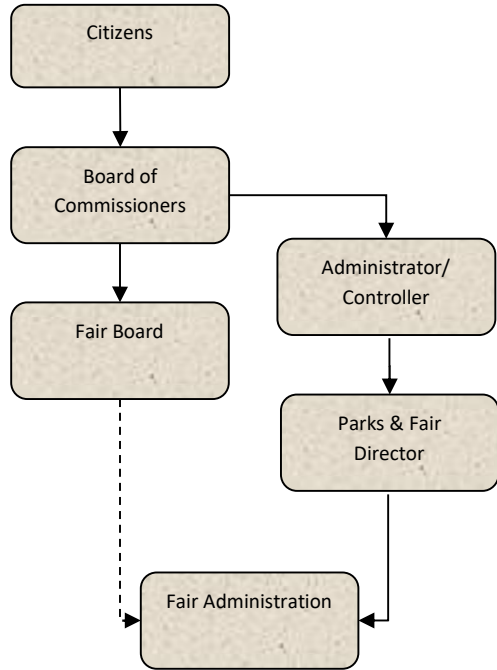 Citizens
Board of
Commissioners
Administrator/
Controller
Fair Board
Parks & Fair
Director
Fair Administration